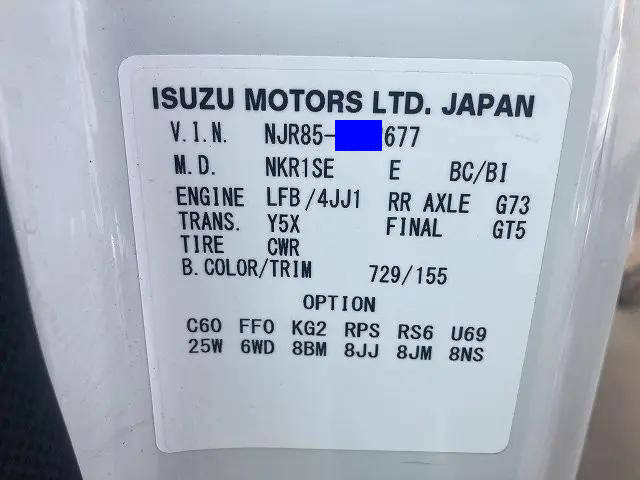 ISUZU MOTORS LTD. JAPAN
V.I.N. NJR85- 677
M.D. NKR1SE E BC/BI
ENGINE LFB/4JJ1 RR AXLE G73
TRANS. Y5X FINAL GT5
TIRE CWR
B.COLOR/TRIM 729/155
OPTION
C60 FF0 KG2 RPS RS6 U69
25W 6WD 8BM 8JJ 8JM 8NS